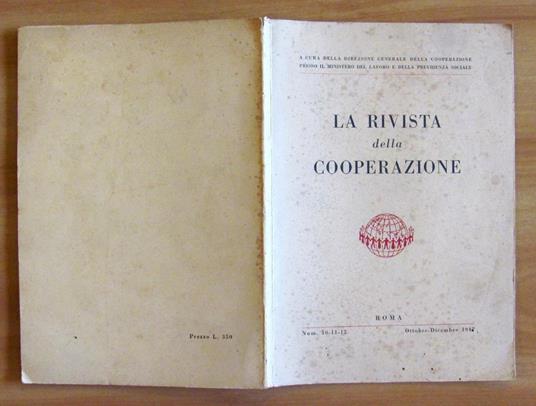 A CURA DELLA DIREZIONE GENERALE DELLA COOPERAZIONE
PRESSO IL MINISTERO DEL LAVORO E DELLA PREVIDENZA SOCIALE
LA RIVISTA
della
COOPERAZIONE
ROMA
Num. 10-11-12
Ottobre-Dicembre 1947
Prezzo L. 350